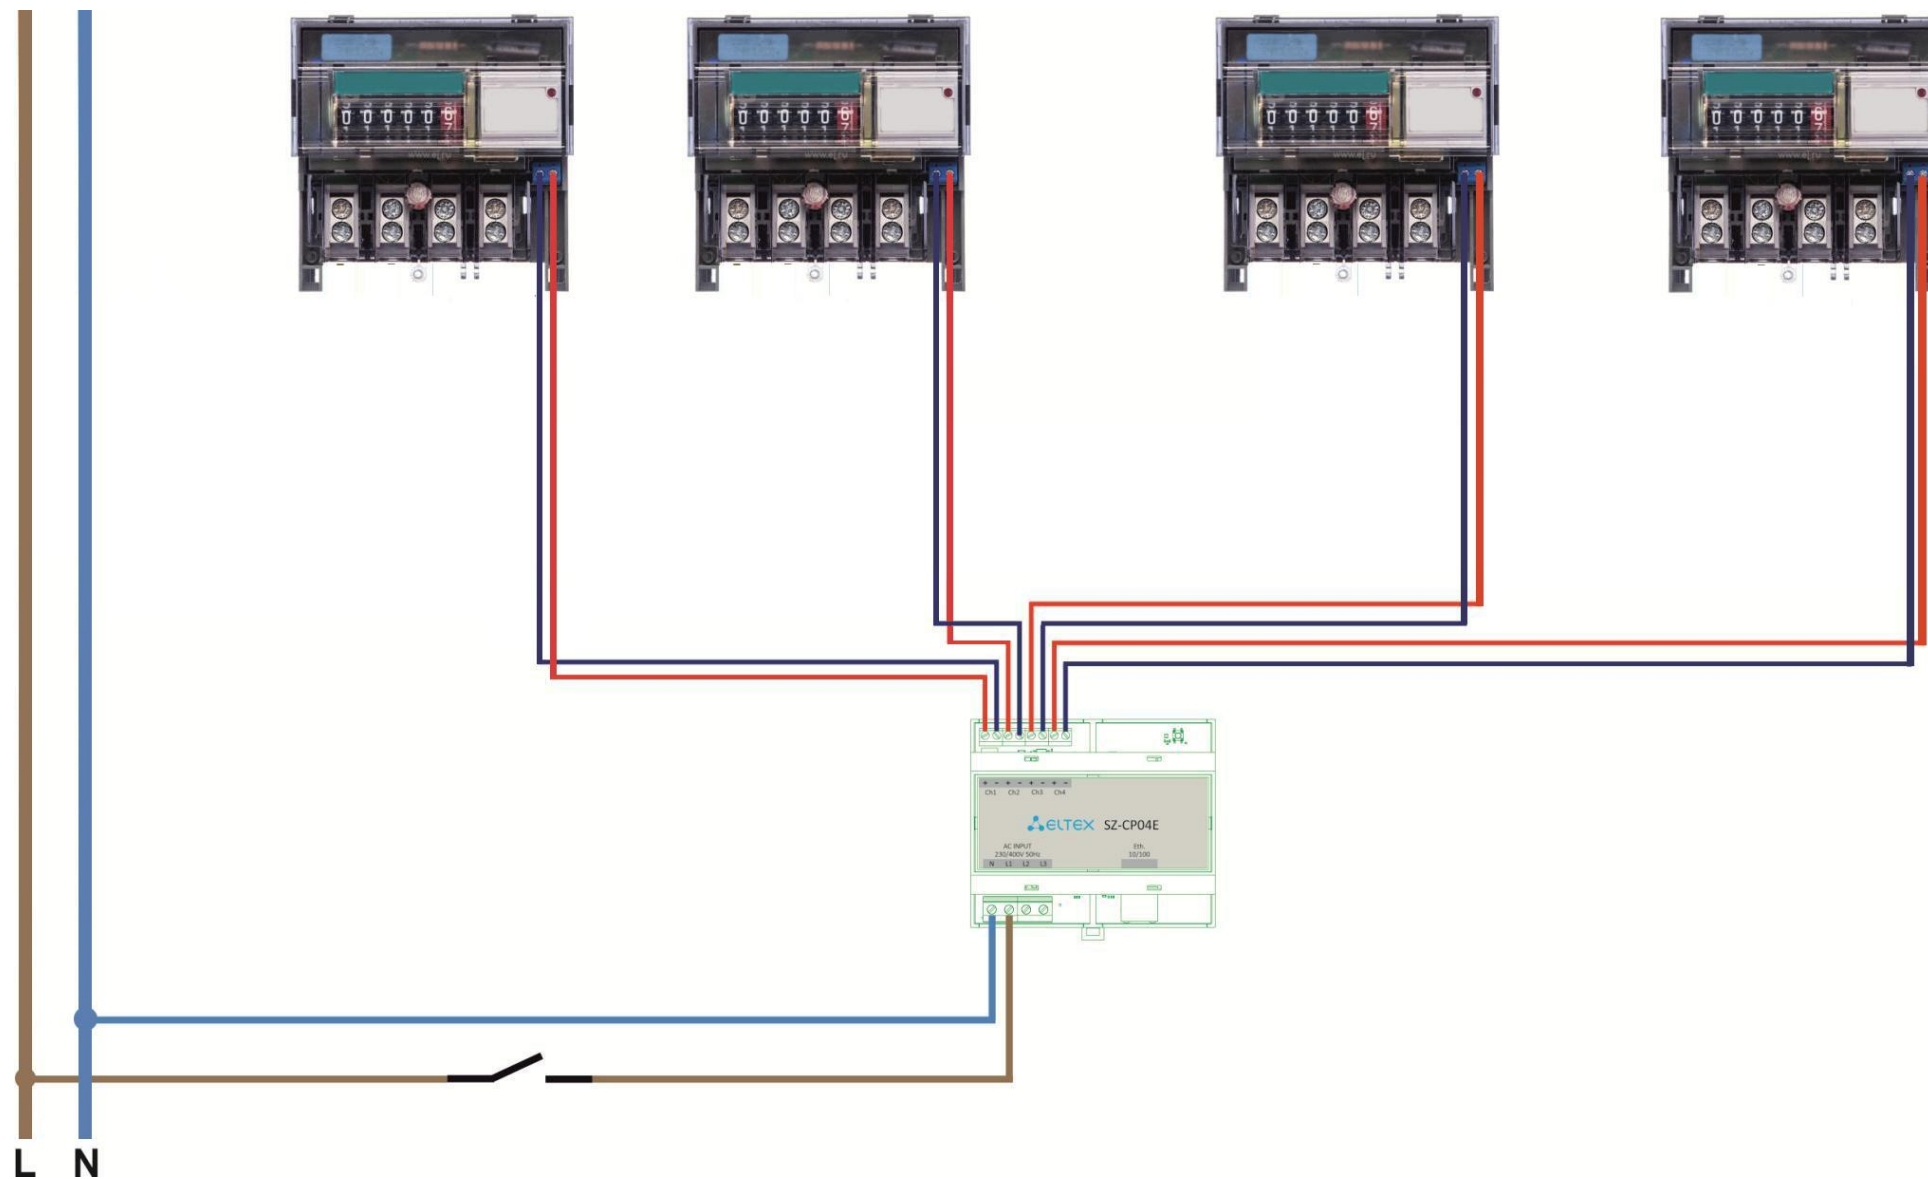 + - + - + - + -
Ch1 Ch2 Ch3 Ch4
ELTEX SZ-CP04E
AC INPUT
230/400V 50Hz
N L1 L2 L3
Eth.
10/100
L N